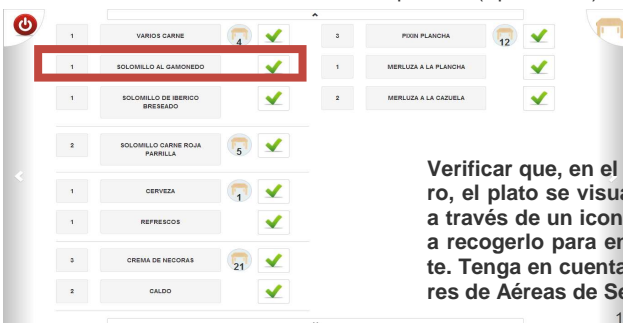 1 VARIOS CARNE 4
1 SOLOMILLO AL GAMONEDO
1 SOLOMILLO DE IBERICO
BRESEADO
2 SOLOMILLO CARNE ROJA
PARRILLA 5
1 CERVEZA 1
1 REFRESCOS
3 CREMA DE NECORAS 21
2 CALDO
3 PIXIN PLANCHA 12
1 MERLUZA A LA PLANCHA
2 MERLUZA A LA CAZUELA
Verificar que, en el
ro, el plato se visua
a través de un icon
a recogerlo para en
te. Tenga en cuenta
res de Aéreas de Se
1